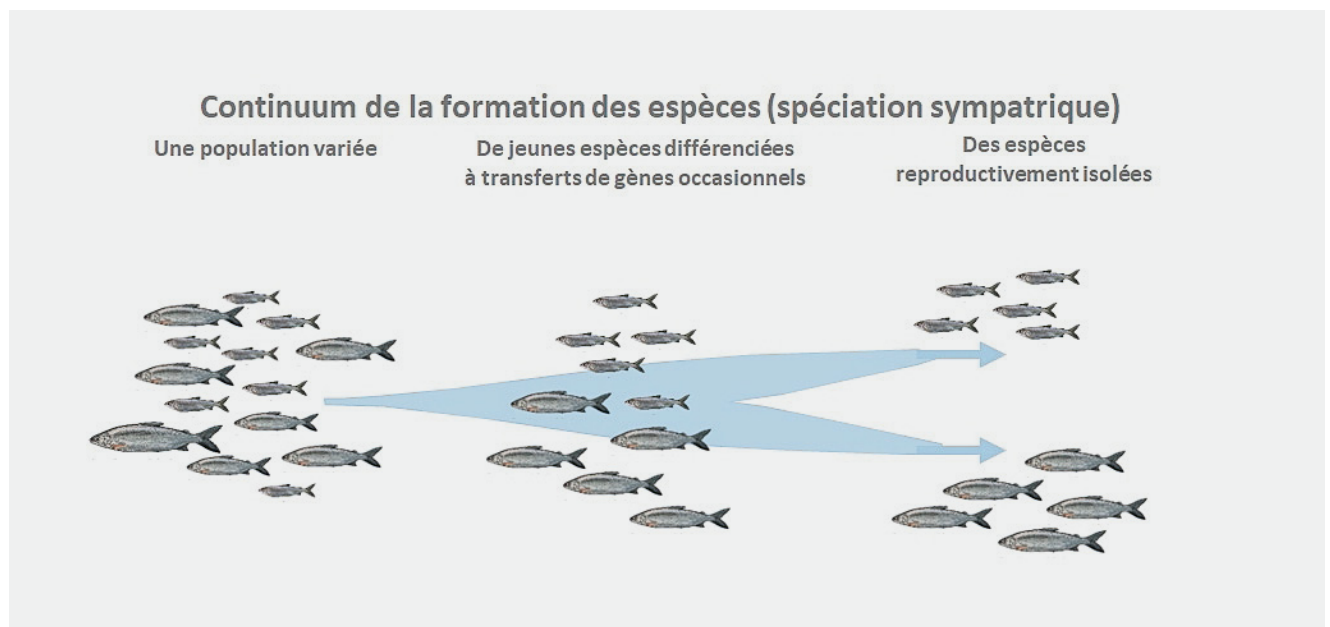 Continuum de la formation des espèces (spéciation sympatrique)
Une population variée
De jeunes espèces différenciées
à transferts de gènes occasionnels
Des espèces
reproductivement isolées